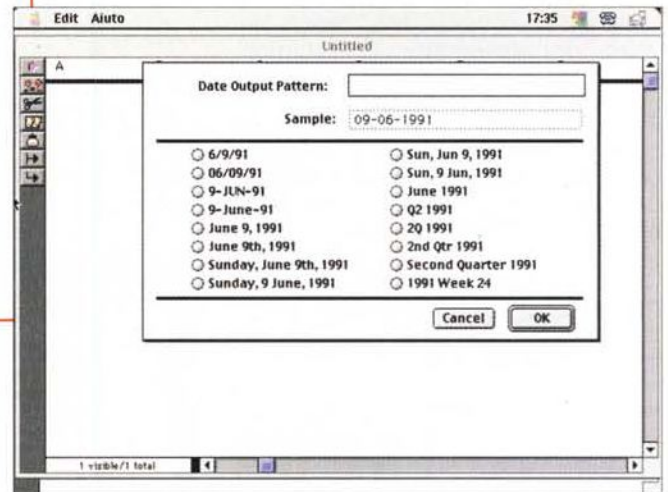 Edit Aiuto 17:35
Untitled
A
Date Output Pattern:
Sample: 09-06-1991
6/9/91
06/09/91
9-JUN-91
9-June-91
June 9, 1991
June 9th, 1991
Sunday, June 9th, 1991
Sunday, 9 June, 1991
Sun, Jun 9, 1991
Sun, 9 Jun, 1991
June 1991
Q2 1991
2Q 1991
2nd Qtr 1991
Second Quarter 1991
1991 Week 24
Cancel OK
1 visible/1 total